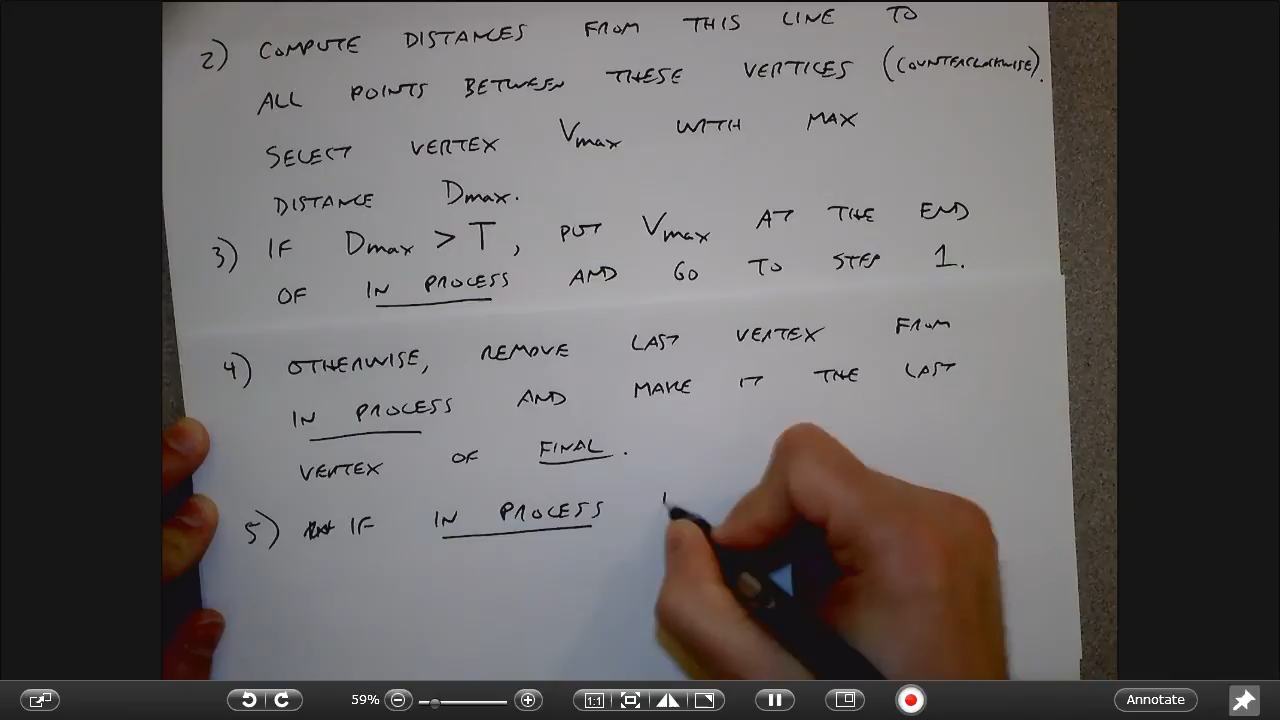 2) COMPUTE DISTANCES FROM THIS LINE TO
ALL POINTS BETWEEN THESE VERTICES (COUNTERCLOCKWISE).
SELECT VERTEX Vmax WITH MAX
DISTANCE Dmax.
3) IF Dmax > T, PUT Vmax AT THE END
OF IN PROCESS AND GO TO STEP 1.
4) OTHERWISE, REMOVE LAST VERTEX FROM
IN PROCESS AND MAKE IT THE LAST
VERTEX OF FINAL.
5) IF IN PROCESS
59% 1:1 Annotate